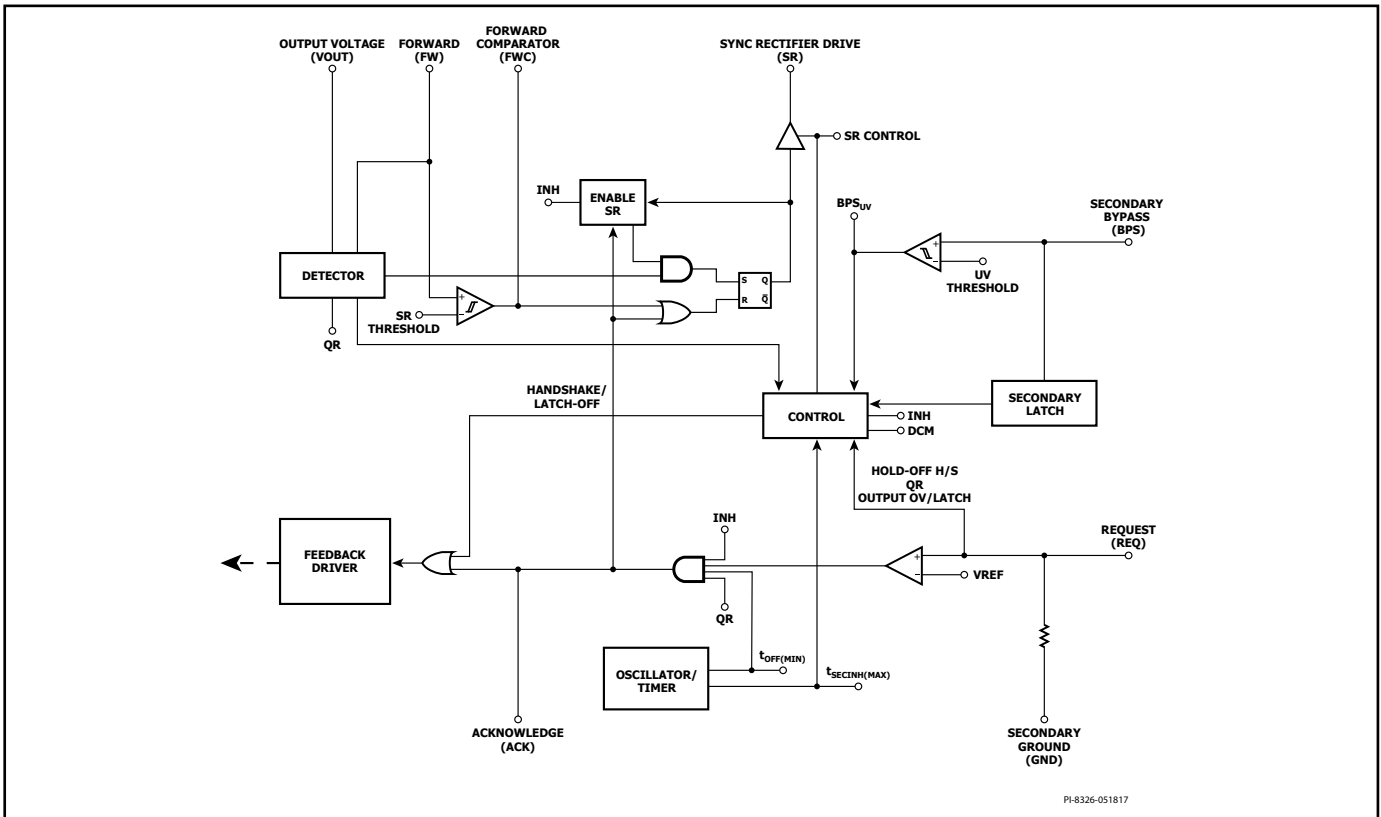 OUTPUT VOLTAGE
(VOUT)
FORWARD
(FW)
FORWARD
COMPARATOR
(FWC)
SYNC RECTIFIER DRIVE
(SR)
SR CONTROL
INH
ENABLE
SR
BPSUV
SECONDARY
BYPASS
(BPS)
+
−
UV
THRESHOLD
DETECTOR
QR
SR
THRESHOLD
+
−
S Q
R Q̅
HANDSHAKE/
LATCH-OFF
CONTROL
INH
DCM
SECONDARY
LATCH
HOLD-OFF H/S
QR
OUTPUT OV/LATCH
FEEDBACK
DRIVER
INH
QR
+
−
VREF
REQUEST
(REQ)
OSCILLATOR/
TIMER
tOFF(MIN)
tSECINH(MAX)
ACKNOWLEDGE
(ACK)
SECONDARY
GROUND
(GND)
PI-8326-051817